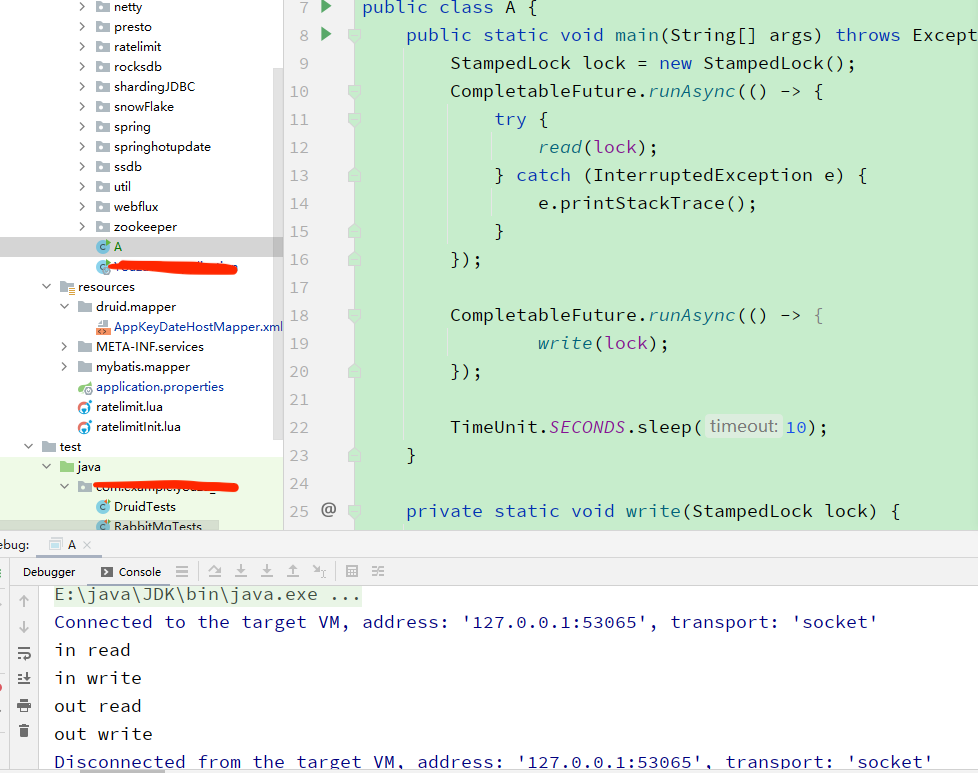 netty
presto
ratelimit
rocksdb
shardingJDBC
snowFlake
spring
springhotupdate
ssdb
util
webflux
zookeeper
A
resources
druid.mapper
AppKeyDateHostMapper.xml
META-INF.services
mybatis.mapper
application.properties
ratelimit.lua
ratelimitInit.lua
test
java
DruidTests
RabbitMqTests
7 public class A {
8 public static void main(String[] args) throws Except
9 StampedLock lock = new StampedLock();
10 CompletableFuture.runAsync(() -> {
11 try {
12 read(lock);
13 } catch (InterruptedException e) {
14 e.printStackTrace();
15 }
16 });
17
18 CompletableFuture.runAsync(() -> {
19 write(lock);
20 });
21
22 TimeUnit.SECONDS.sleep( timeout: 10);
23 }
24
25 @ private static void write(StampedLock lock) {
ebug: A
Debugger Console
E:\java\JDK\bin\java.exe ...
Connected to the target VM, address: '127.0.0.1:53065', transport: 'socket'
in read
in write
out read
out write
Disconnected from the target VM, address: '127.0.0.1:53065', transport: 'socket'